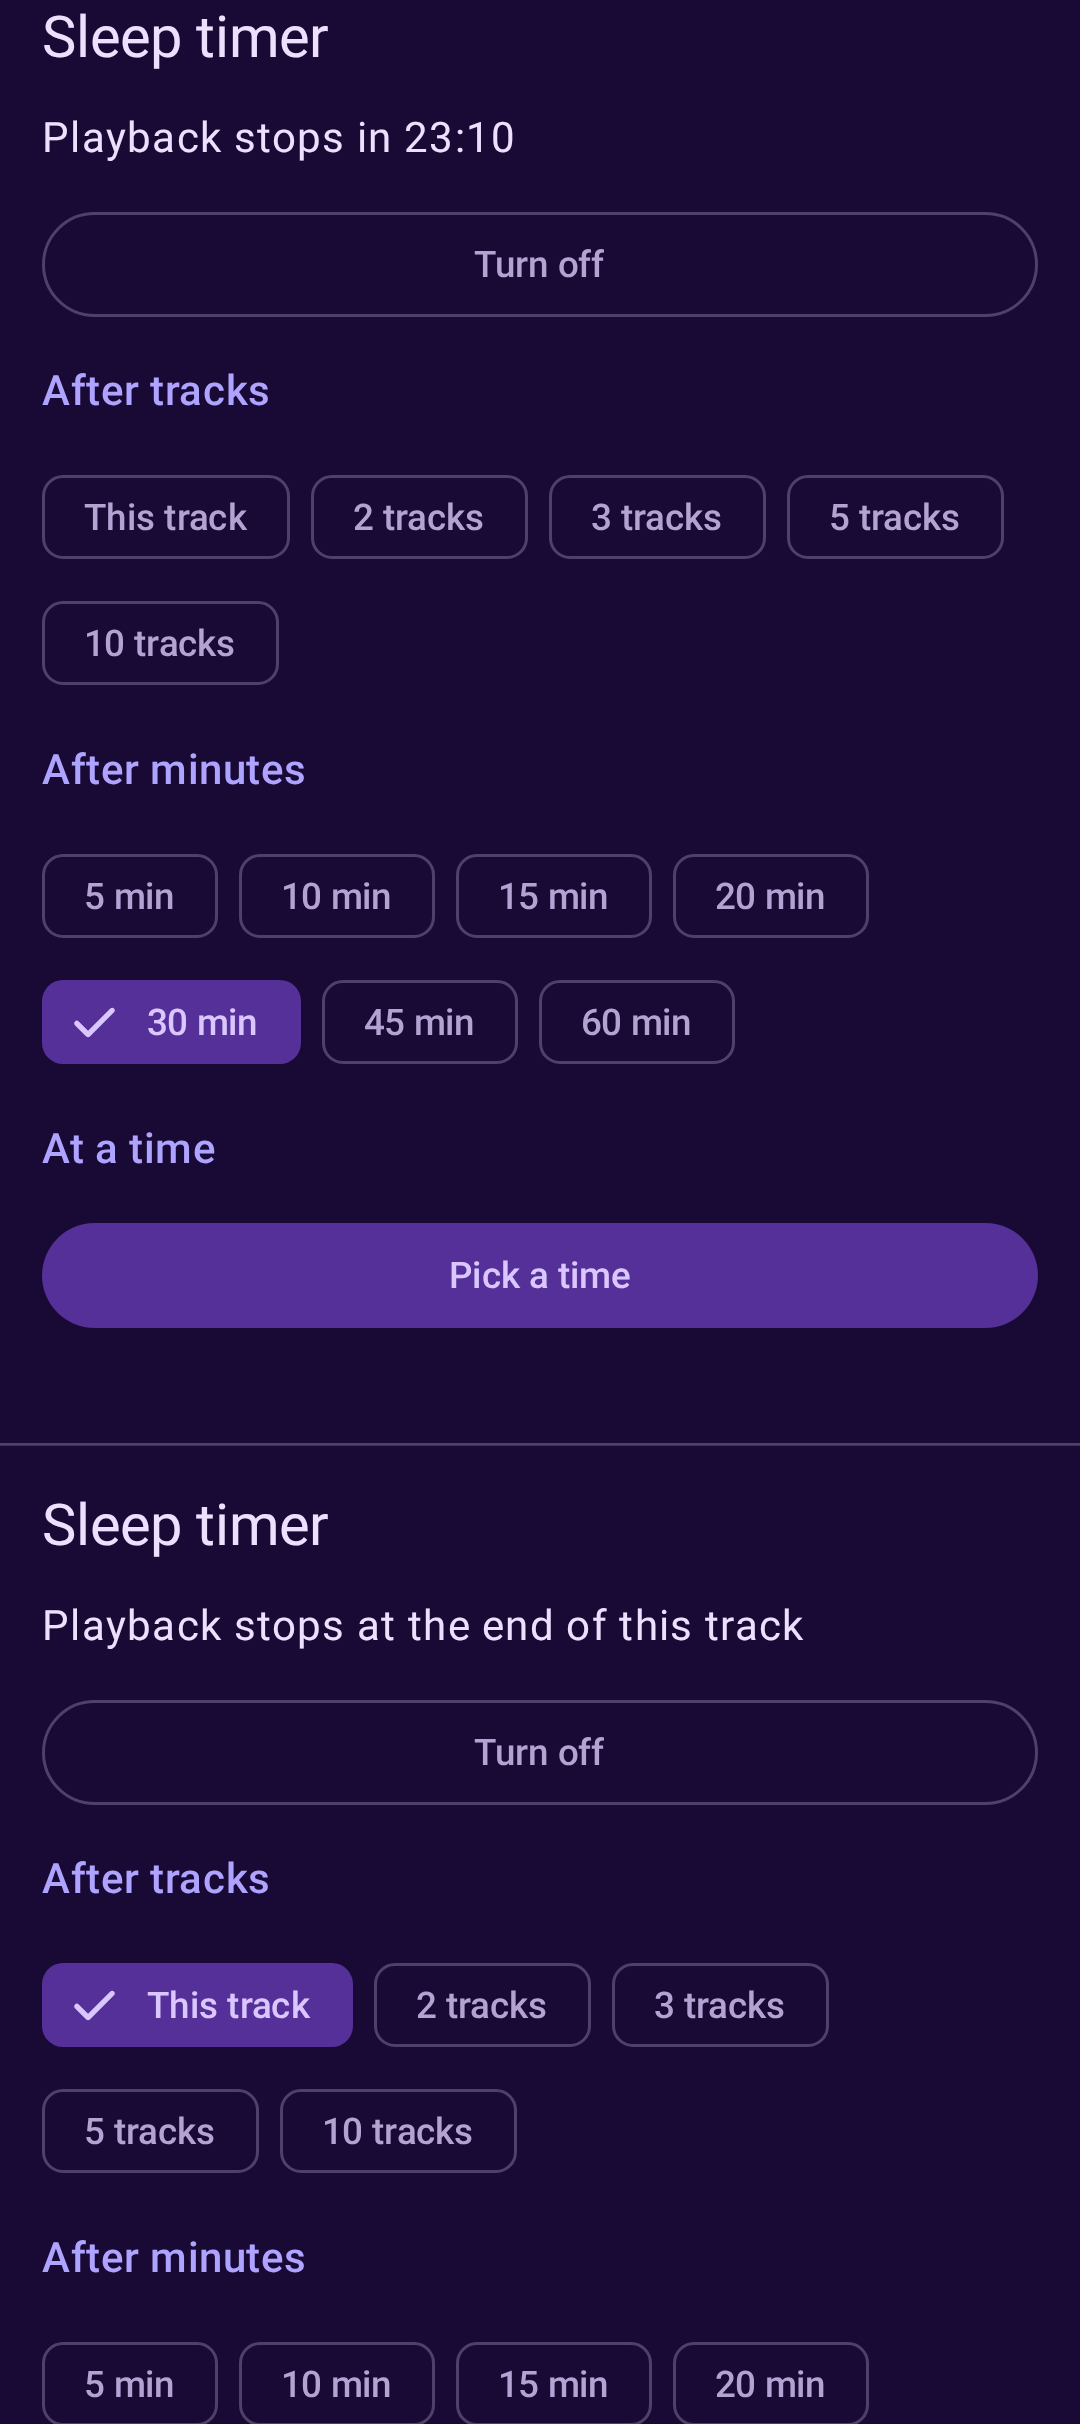 Sleep timer
Playback stops in 23:10
Turn off
After tracks
This track 2 tracks 3 tracks 5 tracks
10 tracks
After minutes
5 min 10 min 15 min 20 min
30 min 45 min 60 min
At a time
Pick a time
Sleep timer
Playback stops at the end of this track
Turn off
After tracks
This track 2 tracks 3 tracks
5 tracks 10 tracks
After minutes
5 min 10 min 15 min 20 min